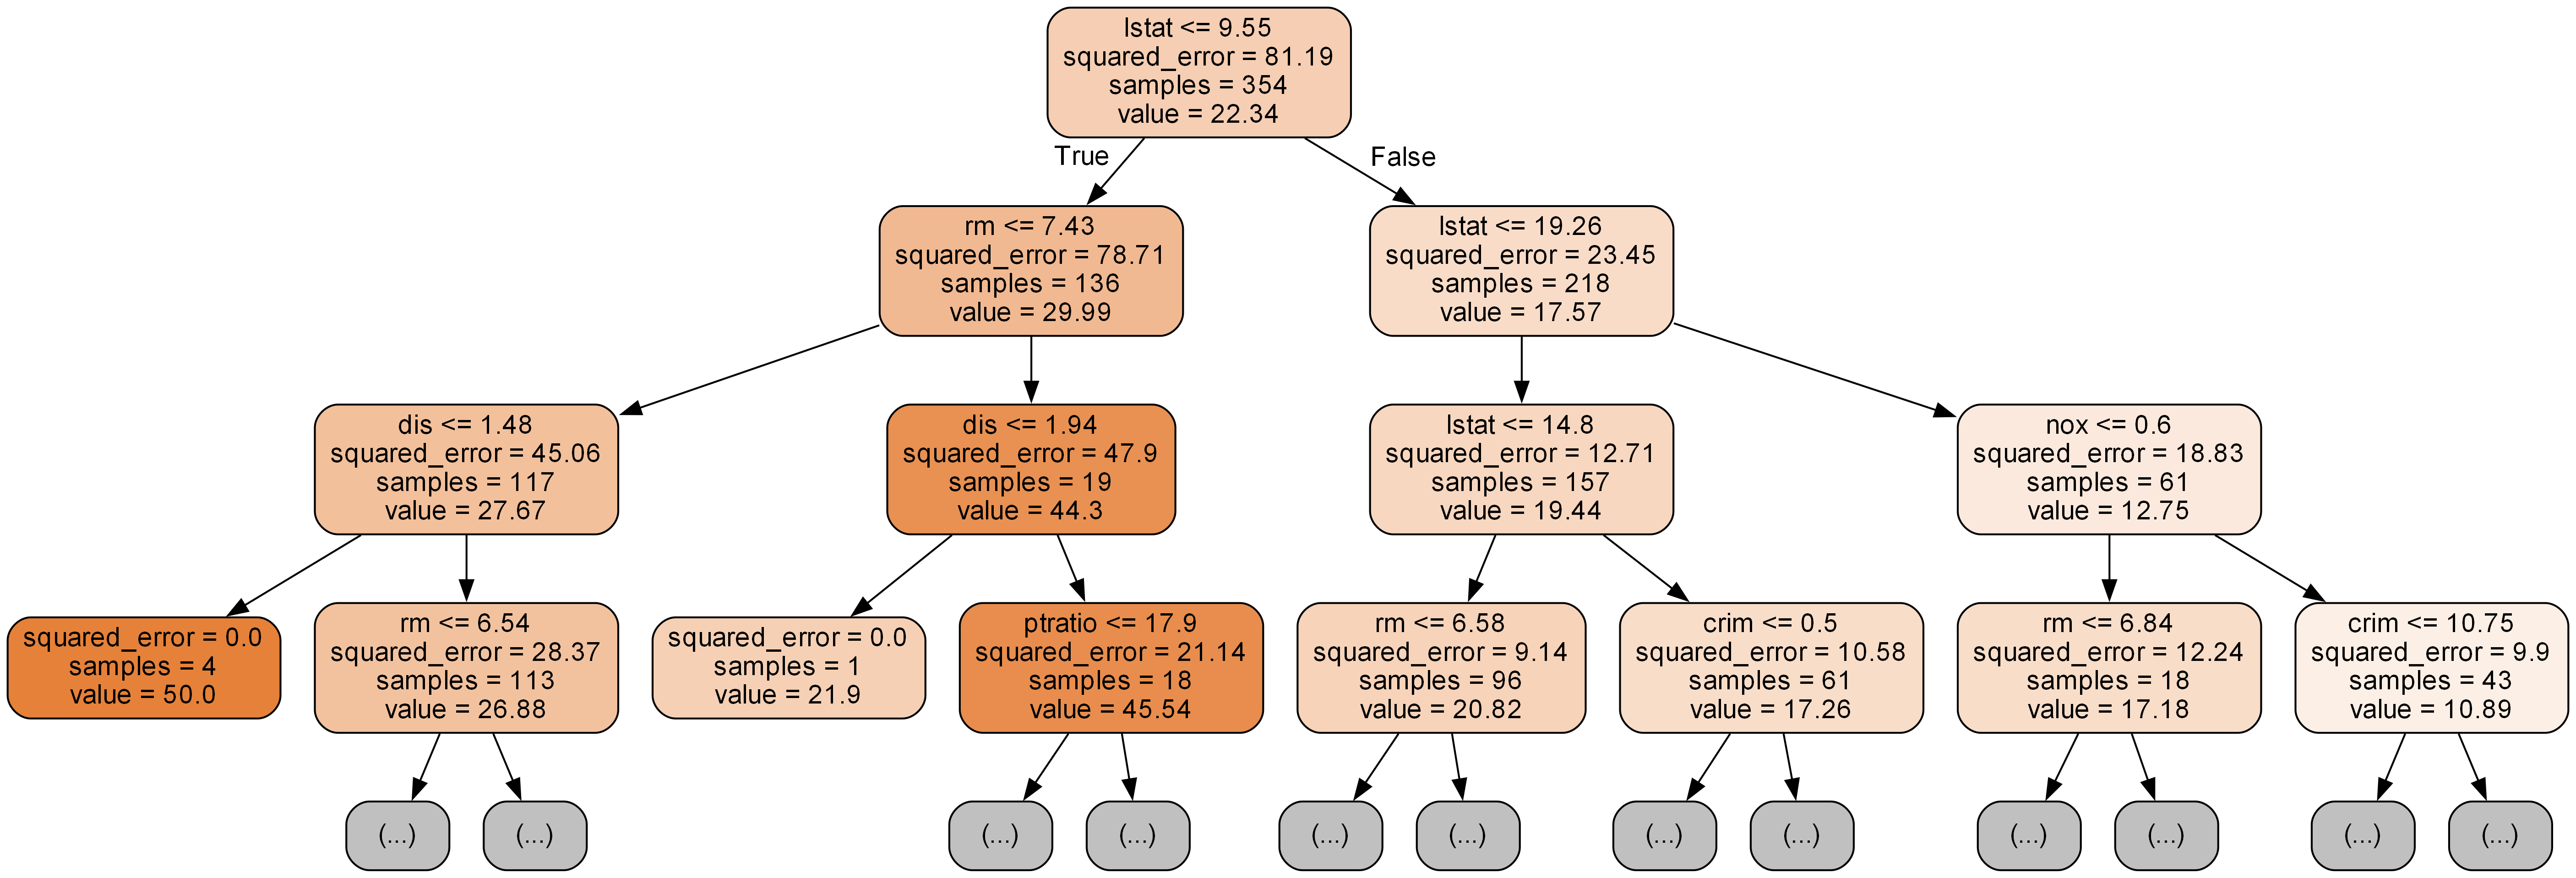 lstat <= 9.55
squared_error = 81.19
samples = 354
value = 22.34
True
False
rm <= 7.43
squared_error = 78.71
samples = 136
value = 29.99
lstat <= 19.26
squared_error = 23.45
samples = 218
value = 17.57
dis <= 1.48
squared_error = 45.06
samples = 117
value = 27.67
dis <= 1.94
squared_error = 47.9
samples = 19
value = 44.3
lstat <= 14.8
squared_error = 12.71
samples = 157
value = 19.44
nox <= 0.6
squared_error = 18.83
samples = 61
value = 12.75
squared_error = 0.0
samples = 4
value = 50.0
rm <= 6.54
squared_error = 28.37
samples = 113
value = 26.88
squared_error = 0.0
samples = 1
value = 21.9
ptratio <= 17.9
squared_error = 21.14
samples = 18
value = 45.54
rm <= 6.58
squared_error = 9.14
samples = 96
value = 20.82
crim <= 0.5
squared_error = 10.58
samples = 61
value = 17.26
rm <= 6.84
squared_error = 12.24
samples = 18
value = 17.18
crim <= 10.75
squared_error = 9.9
samples = 43
value = 10.89
(...)
(...)
(...)
(...)
(...)
(...)
(...)
(...)
(...)
(...)
(...)
(...)